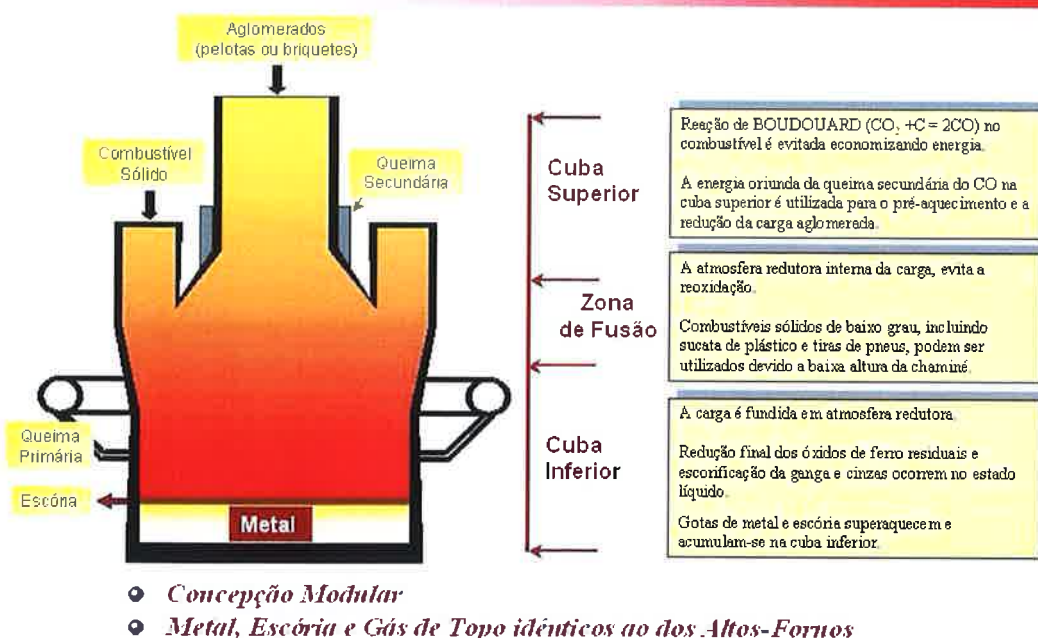 Aglomerados
(pelotas ou briquetes)
Combustível
Sólido
Queima
Secundária
Queima
Primária
Escória
Metal
Cuba
Superior
Zona
de Fusão
Cuba
Inferior
Reação de BOUDOUARD (CO₂ +C = 2CO) no
combustível é evitada economizando energia.
A energia oriunda da queima secundária do CO na
cuba superior é utilizada para o pré-aquecimento e a
redução da carga aglomerada.
A atmosfera redutora interna da carga, evita a
reoxidação.
Combustíveis sólidos de baixo grau, incluindo
sucata de plástico e tiras de pneus, podem ser
utilizados devido a baixa altura da chaminé.
A carga é fundida em atmosfera redutora.
Redução final dos óxidos de ferro residuais e
escorificação da ganga e cinzas ocorrem no estado
líquido.
Gotas de metal e escória superaquecem e
acumulam-se na cuba inferior.
Concepção Modular
Metal, Escória e Gás de Topo idênticos ao dos Altos-Fornos